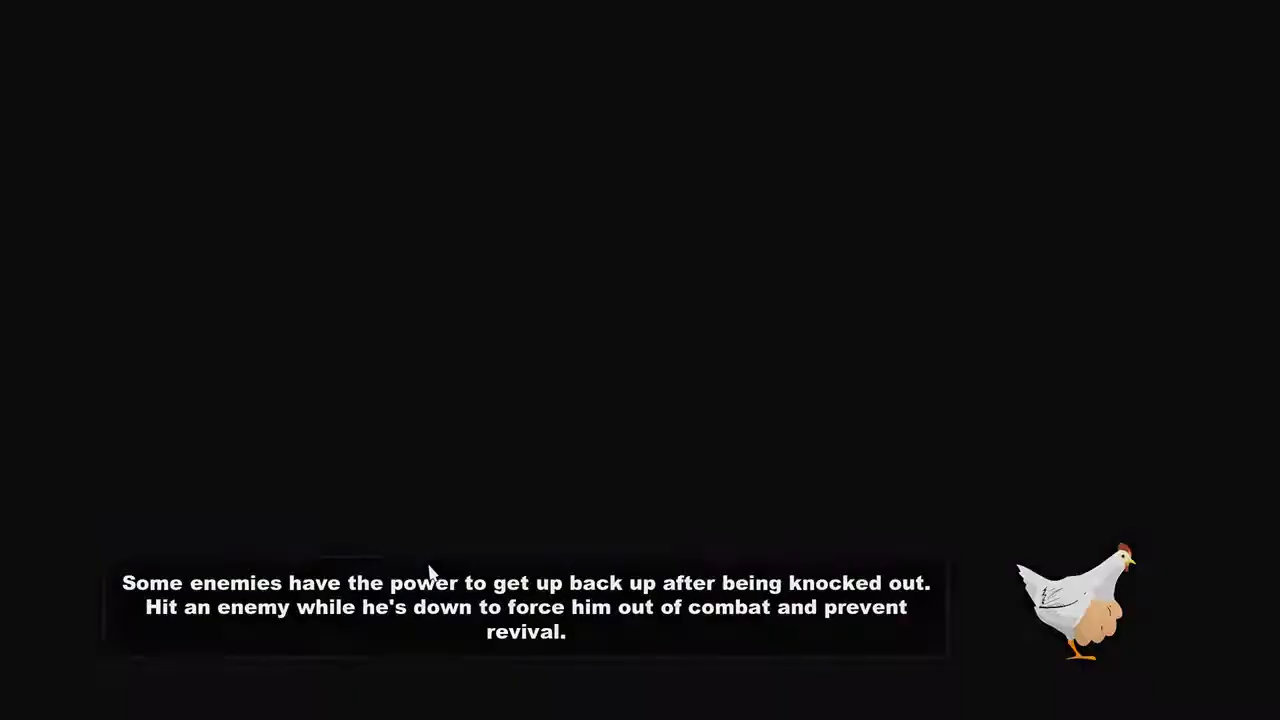 Some enemies have the power to get up back up after being knocked out.
Hit an enemy while he's down to force him out of combat and prevent
revival.